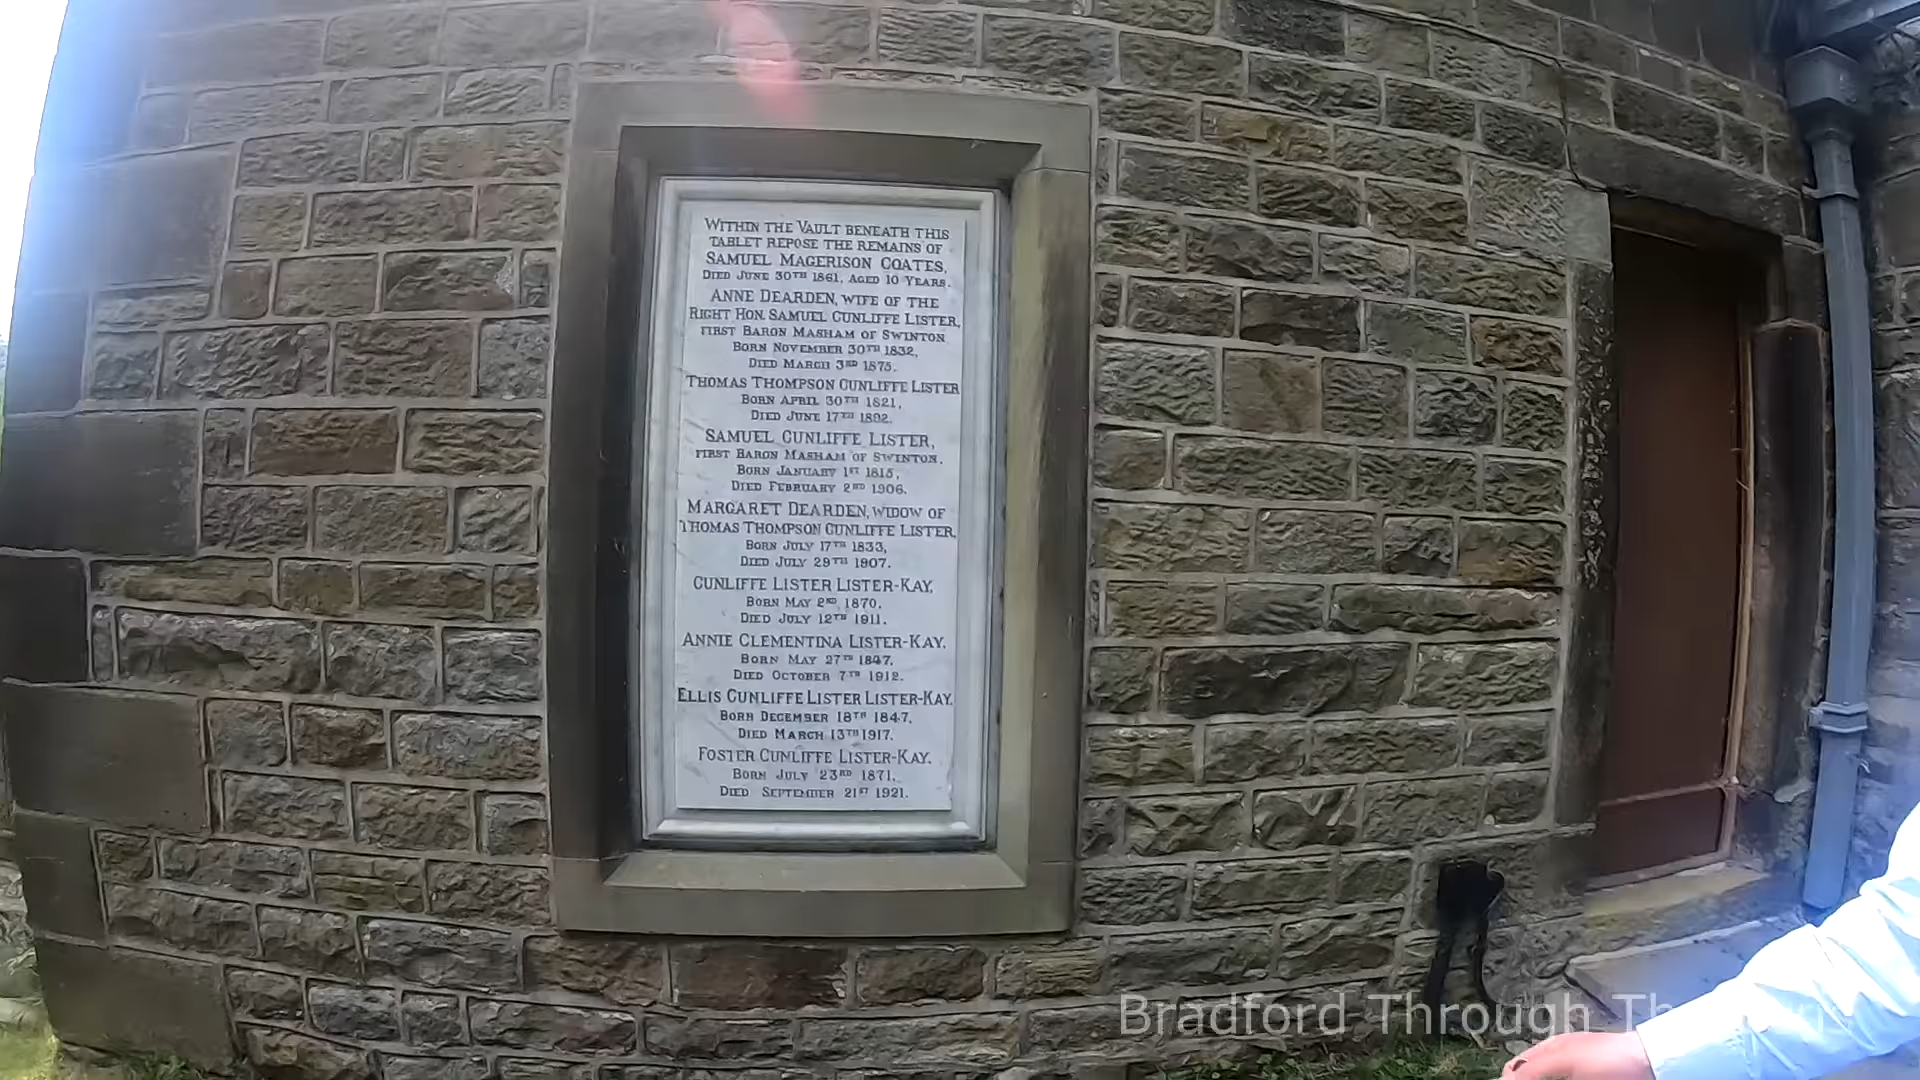 WITHIN THE VAULT BENEATH THIS
TABLET REPOSE THE REMAINS OF
SAMUEL MAGERISON COATES,
DIED JUNE 30TH 1861, AGED 10 YEARS.
ANNE DEARDEN, WIFE OF THE
RIGHT HON. SAMUEL CUNLIFFE LISTER,
FIRST BARON MASHAM OF SWINTON
BORN NOVEMBER 30TH 1832,
DIED MARCH 3RD 1875.
THOMAS THOMPSON CUNLIFFE LISTER
BORN APRIL 30TH 1821,
DIED JUNE 17TH 1892.
SAMUEL CUNLIFFE LISTER,
FIRST BARON MASHAM OF SWINTON.
BORN JANUARY 1ST 1815,
DIED FEBRUARY 2ND 1906.
MARGARET DEARDEN, WIDOW OF
THOMAS THOMPSON CUNLIFFE LISTER,
BORN JULY 17TH 1833,
DIED JULY 29TH 1907.
CUNLIFFE LISTER LISTER-KAY,
BORN MAY 2ND 1870.
DIED JULY 12TH 1911.
ANNIE CLEMENTINA LISTER-KAY.
BORN MAY 27TH 1847.
DIED OCTOBER 7TH 1912.
ELLIS CUNLIFFE LISTER LISTER-KAY.
BORN DECEMBER 18TH 1847.
DIED MARCH 13TH 1917.
FOSTER CUNLIFFE LISTER-KAY.
BORN JULY 23RD 1871.
DIED SEPTEMBER 21ST 1921.
Bradford Through